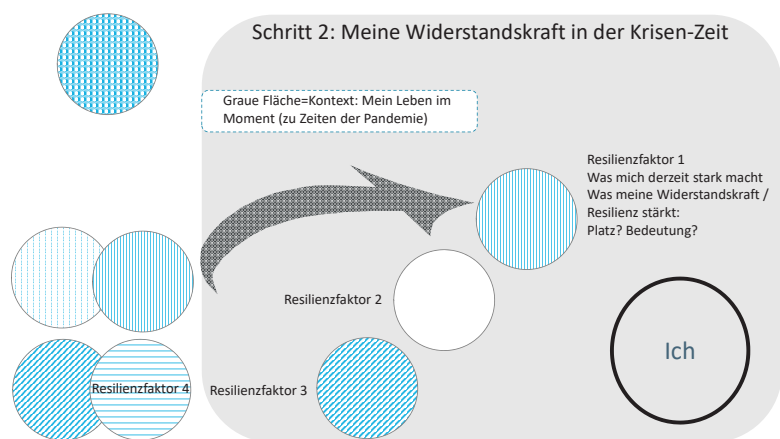 Schritt 2: Meine Widerstandskraft in der Krisen-Zeit
Graue Fläche=Kontext: Mein Leben im
Moment (zu Zeiten der Pandemie)
Resilienzfaktor 1
Was mich derzeit stark macht
Was meine Widerstandskraft /
Resilienz stärkt:
Platz? Bedeutung?
Resilienzfaktor 2
Ich
Resilienzfaktor 4
Resilienzfaktor 3